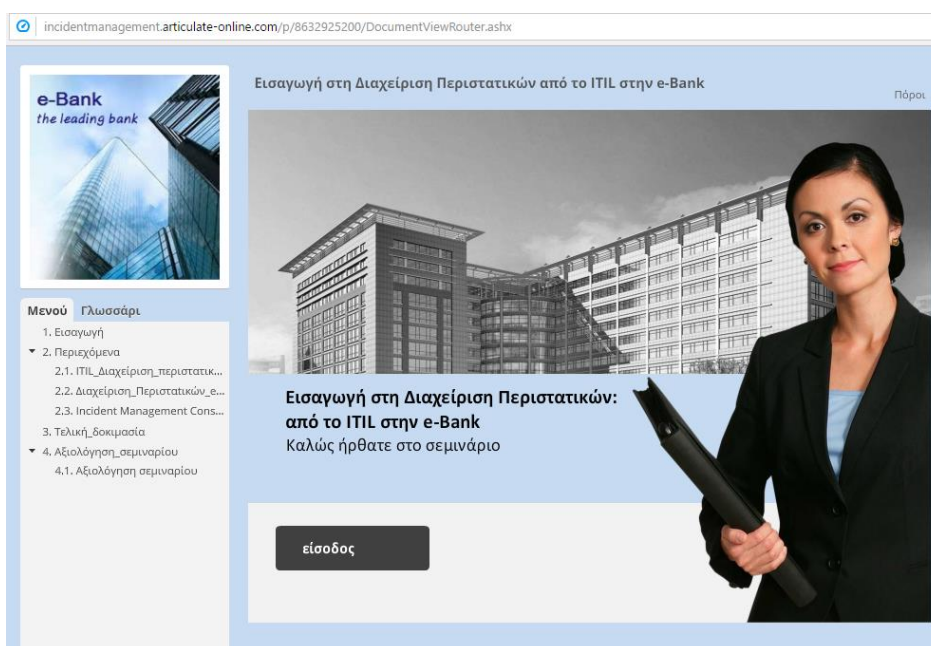 incidentmanagement.articulate-online.com/p/8632925200/DocumentViewRouter.ashx
e-Bank
the leading bank
Εισαγωγή στη Διαχείριση Περιστατικών από το ITIL στην e-Bank
Πόροι
Μενού Γλωσσάρι
1. Εισαγωγή
2. Περιεχόμενα
2.1. ITIL_Διαχείριση_περιστατικ...
2.2. Διαχείριση_Περιστατικών_e...
2.3. Incident Management Cons...
3. Τελική_δοκιμασία
4. Αξιολόγηση_σεμιναρίου
4.1. Αξιολόγηση σεμιναρίου
Εισαγωγή στη Διαχείριση Περιστατικών:
από το ITIL στην e-Bank
Καλώς ήρθατε στο σεμινάριο
είσοδος